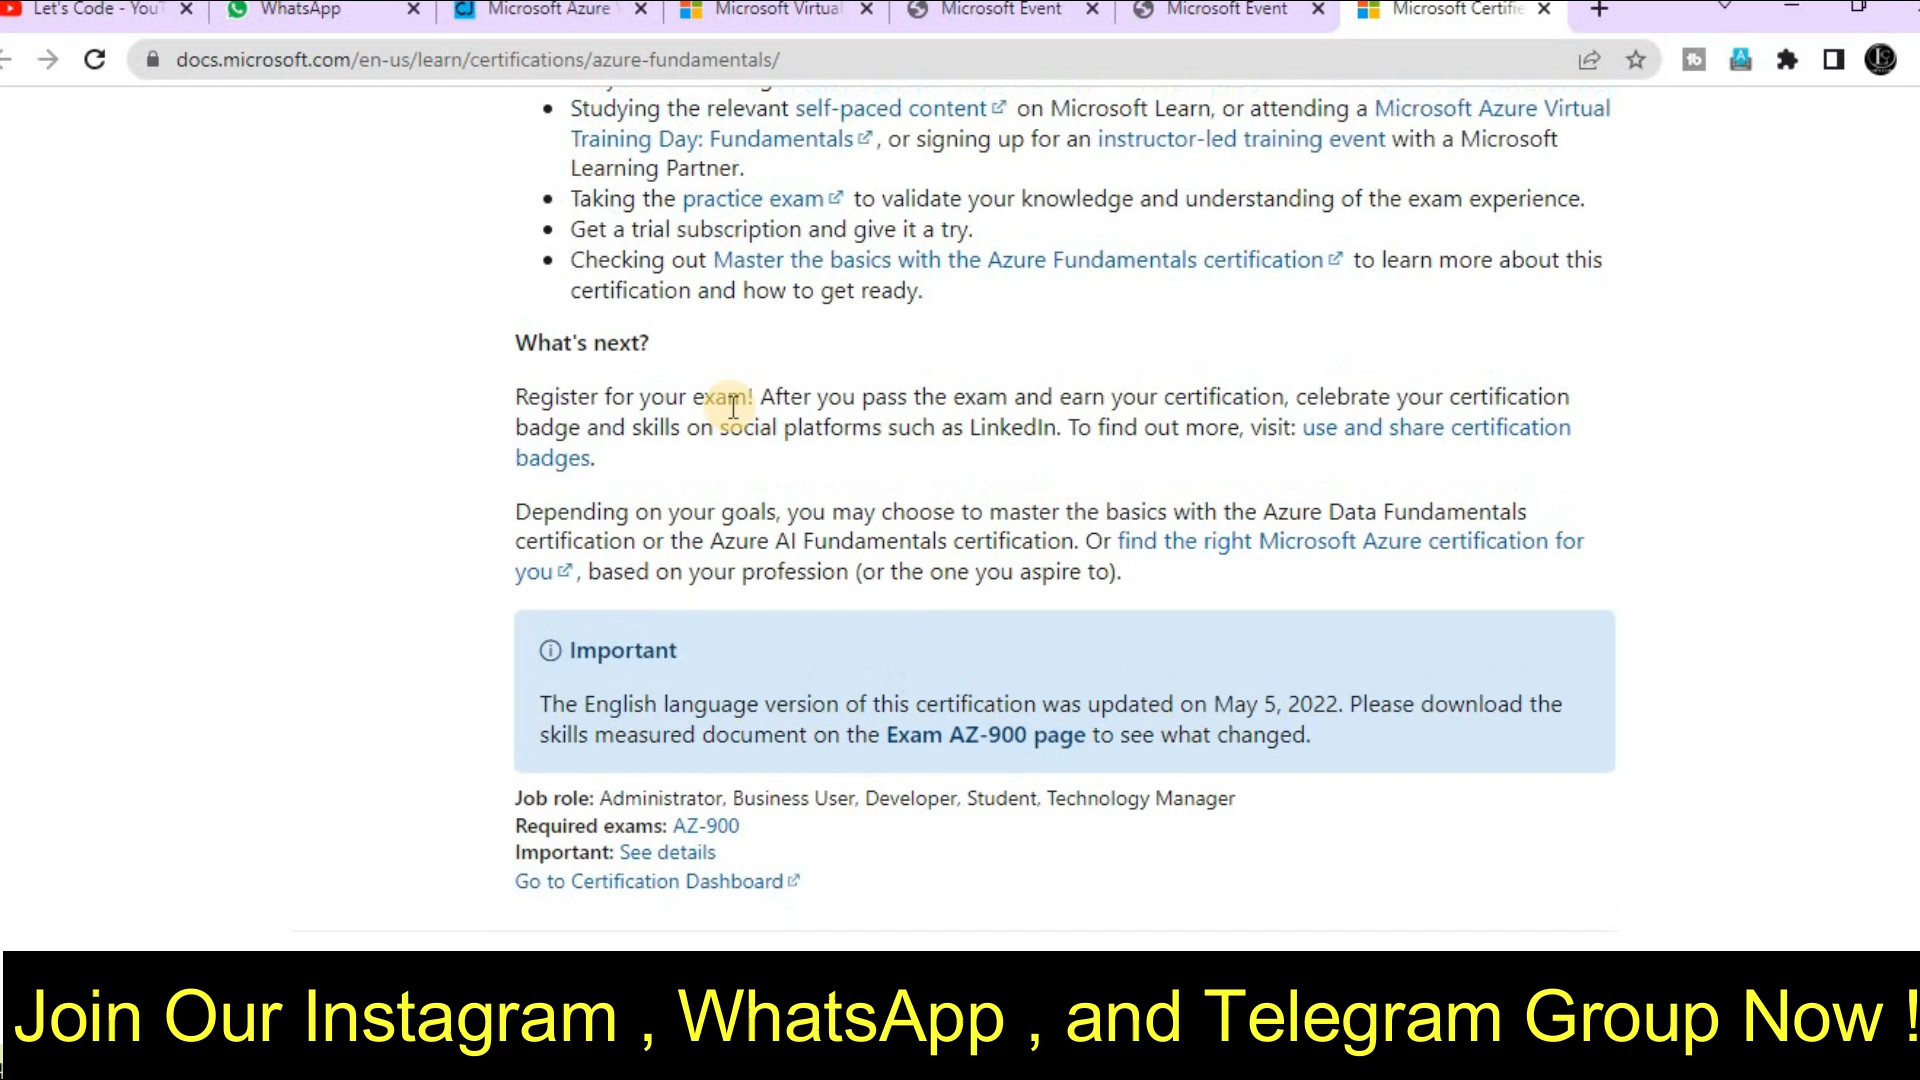 Let's Code - YouT
WhatsApp
Microsoft Azure V
Microsoft Virtual
Microsoft Event
Microsoft Event
Microsoft Certifie
docs.microsoft.com/en-us/learn/certifications/azure-fundamentals/
Studying the relevant self-paced content on Microsoft Learn, or attending a Microsoft Azure Virtual
Training Day: Fundamentals , or signing up for an instructor-led training event with a Microsoft
Learning Partner.
Taking the practice exam to validate your knowledge and understanding of the exam experience.
Get a trial subscription and give it a try.
Checking out Master the basics with the Azure Fundamentals certification to learn more about this
certification and how to get ready.
What's next?
Register for your exam! After you pass the exam and earn your certification, celebrate your certification
badge and skills on social platforms such as LinkedIn. To find out more, visit: use and share certification
badges.
Depending on your goals, you may choose to master the basics with the Azure Data Fundamentals
certification or the Azure AI Fundamentals certification. Or find the right Microsoft Azure certification for
you , based on your profession (or the one you aspire to).
Important
The English language version of this certification was updated on May 5, 2022. Please download the
skills measured document on the Exam AZ-900 page to see what changed.
Job role: Administrator, Business User, Developer, Student, Technology Manager
Required exams: AZ-900
Important: See details
Go to Certification Dashboard
Join Our Instagram , WhatsApp , and Telegram Group Now !